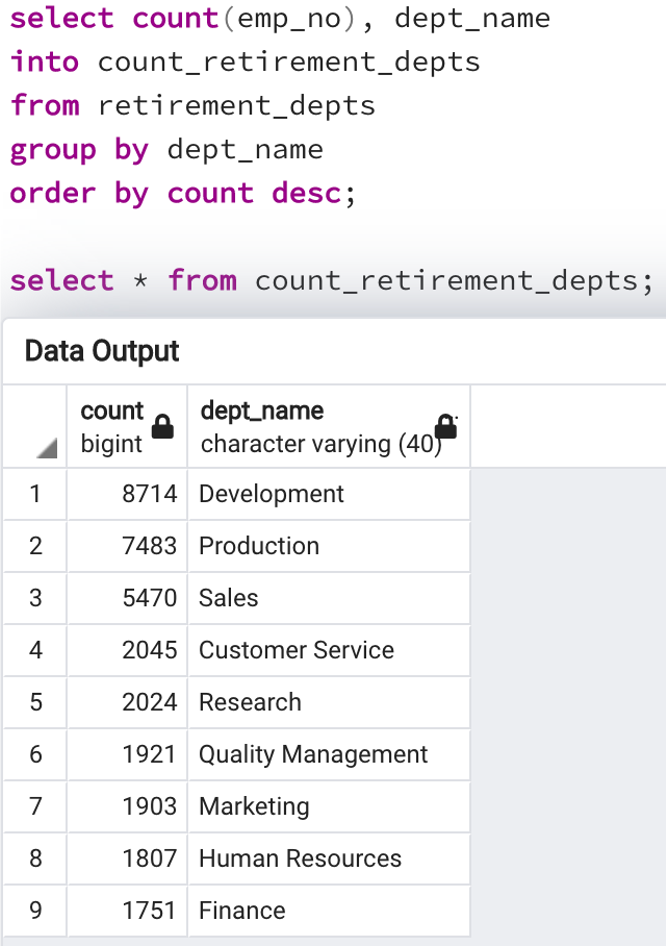 select count(emp_no), dept_name
into count_retirement_depts
from retirement_depts
group by dept_name
order by count desc;
select * from count_retirement_depts;
Data Output
count dept_name
bigint character varying (40)
1 8714 Development
2 7483 Production
3 5470 Sales
4 2045 Customer Service
5 2024 Research
6 1921 Quality Management
7 1903 Marketing
8 1807 Human Resources
9 1751 Finance